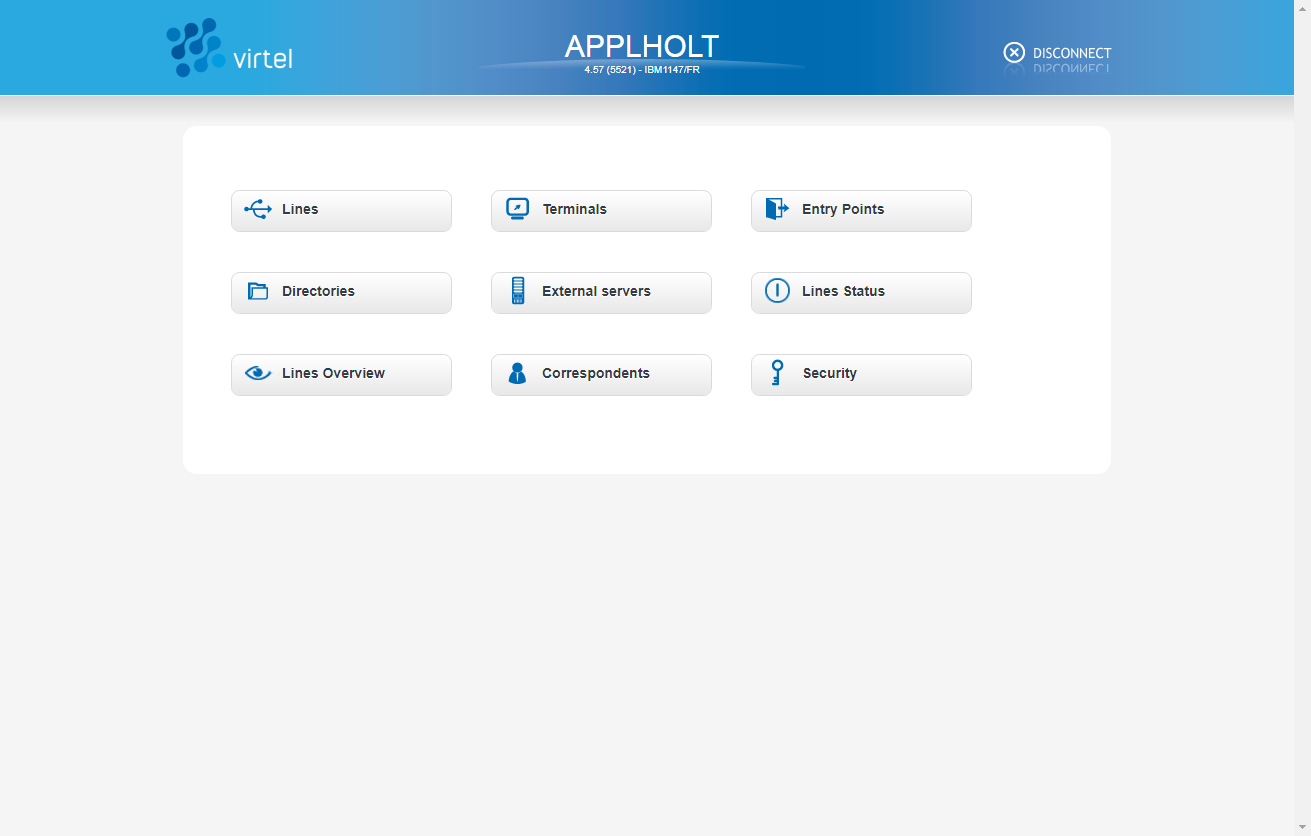 virtel
APPLHOLT
4.57 (5521) - IBM1147/FR
DISCONNECT
Lines
Terminals
Entry Points
Directories
External servers
Lines Status
Lines Overview
Correspondents
Security